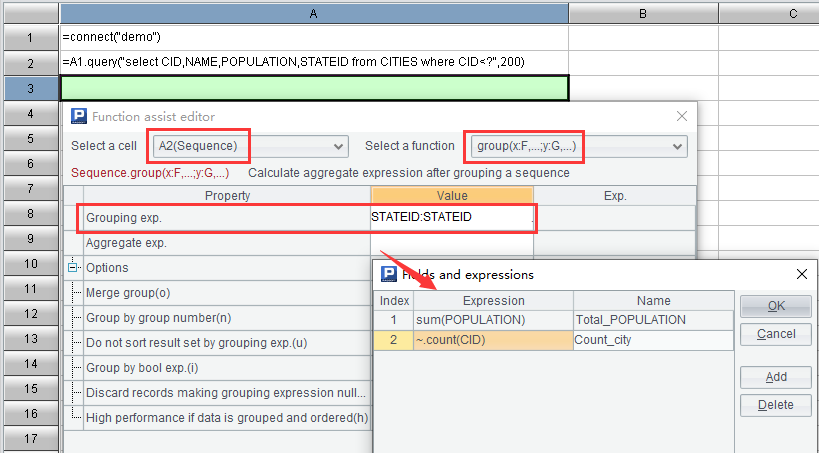 A B C
1 =connect("demo")
2 =A1.query("select CID,NAME,POPULATION,STATEID from CITIES where CID<?",200)
3
4 Function assist editor
5 Select a cell A2(Sequence) Select a function group(x:F,...;y:G,...)
6 Sequence.group(x:F,...;y:G,...) Calculate aggregate expression after grouping a sequence
7 Property Value Exp.
8 Grouping exp. STATEID:STATEID
9 Aggregate exp.
10 Options
11 Merge group(o)
12 Group by group number(n)
13 Do not sort result set by grouping exp.(u)
14 Group by bool exp.(i)
15 Discard records making grouping expression null...
16 High performance if data is grouped and ordered(h)
17
Fields and expressions
Index Expression Name
1 sum(POPULATION) Total_POPULATION
2 ~.count(CID) Count_city
OK
Cancel
Add
Delete